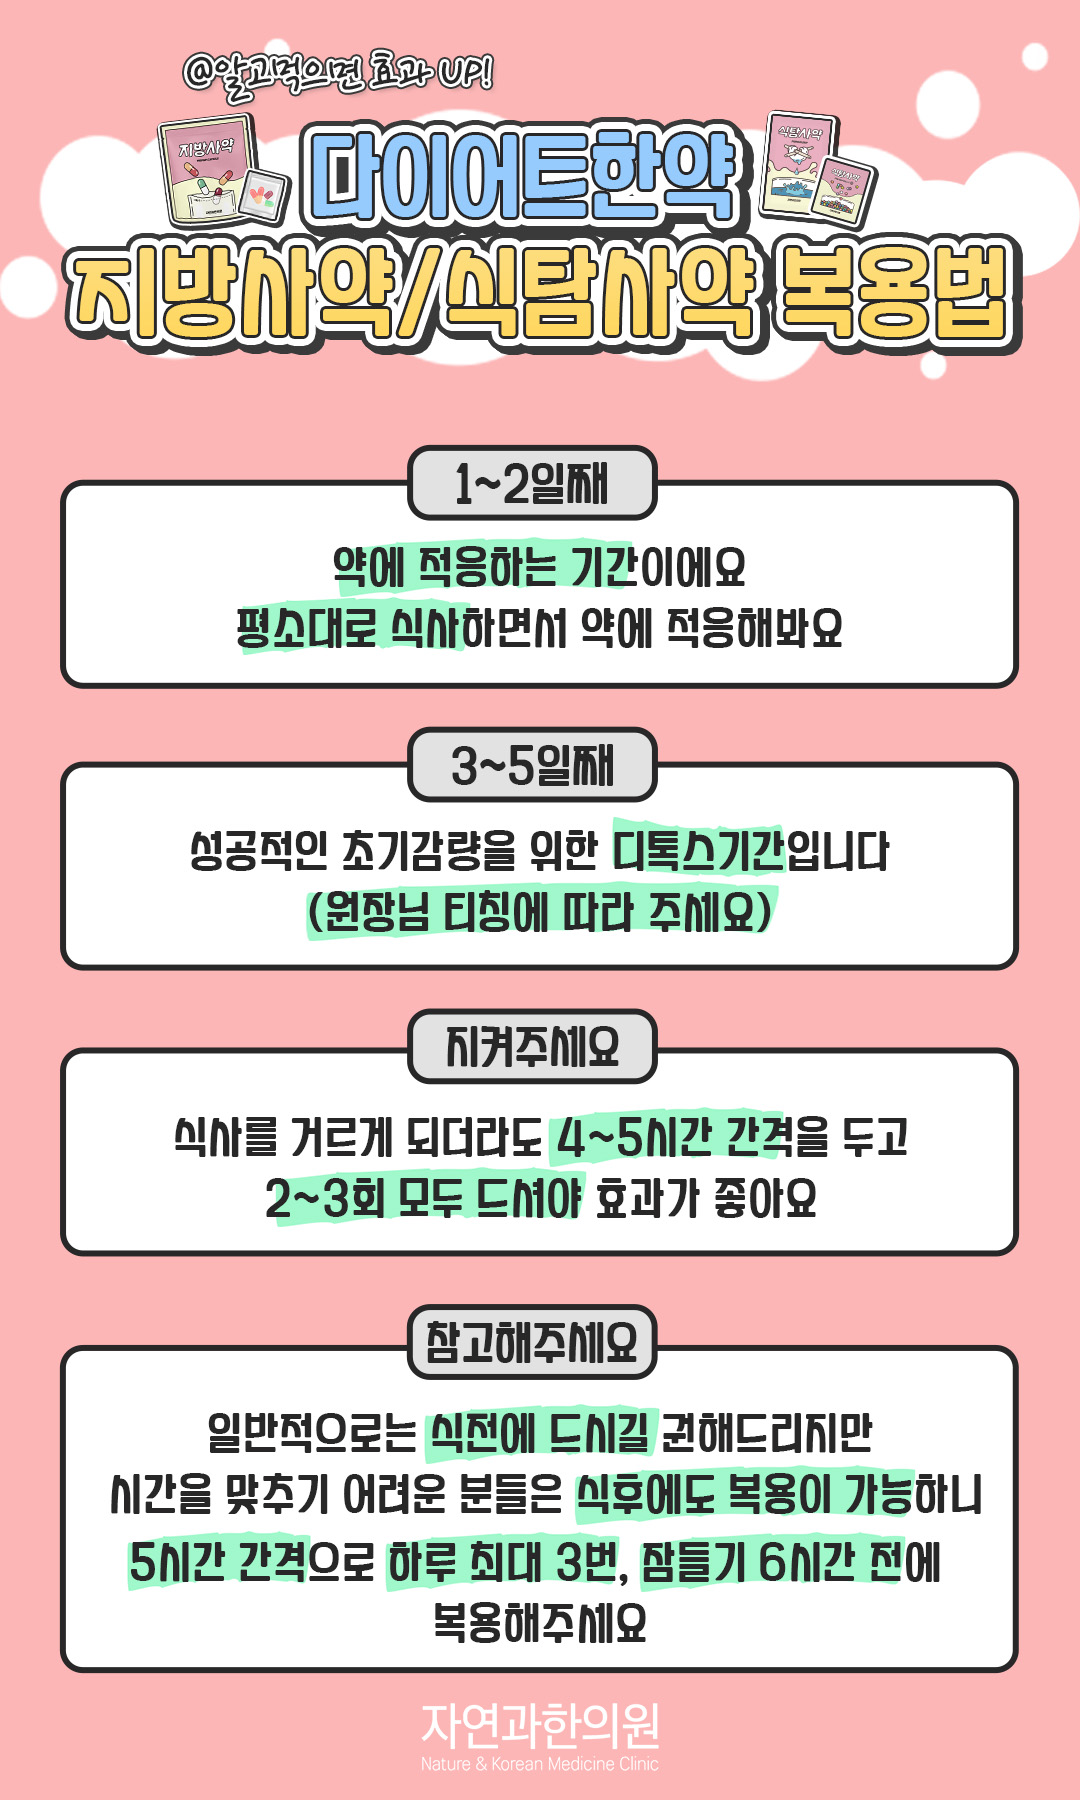 @알고먹으면 효과 UP!
다이어트한약
지방사약/식탐사약 복용법
지방사약
식탐사약
식탐사약
1~2일째
약에 적응하는 기간이에요
평소대로 식사하면서 약에 적응해봐요
3~5일째
성공적인 초기감량을 위한 디톡스기간입니다
(원장님 티칭에 따라 주세요)
지켜주세요
식사를 거르게 되더라도 4~5시간 간격을 두고
2~3회 모두 드셔야 효과가 좋아요
참고해주세요
일반적으로는 식전에 드시길 권해드리지만
시간을 맞추기 어려운 분들은 식후에도 복용이 가능하니
5시간 간격으로 하루 최대 3번, 잠들기 6시간 전에
복용해주세요
자연과한의원
Nature & Korean Medicine Clinic